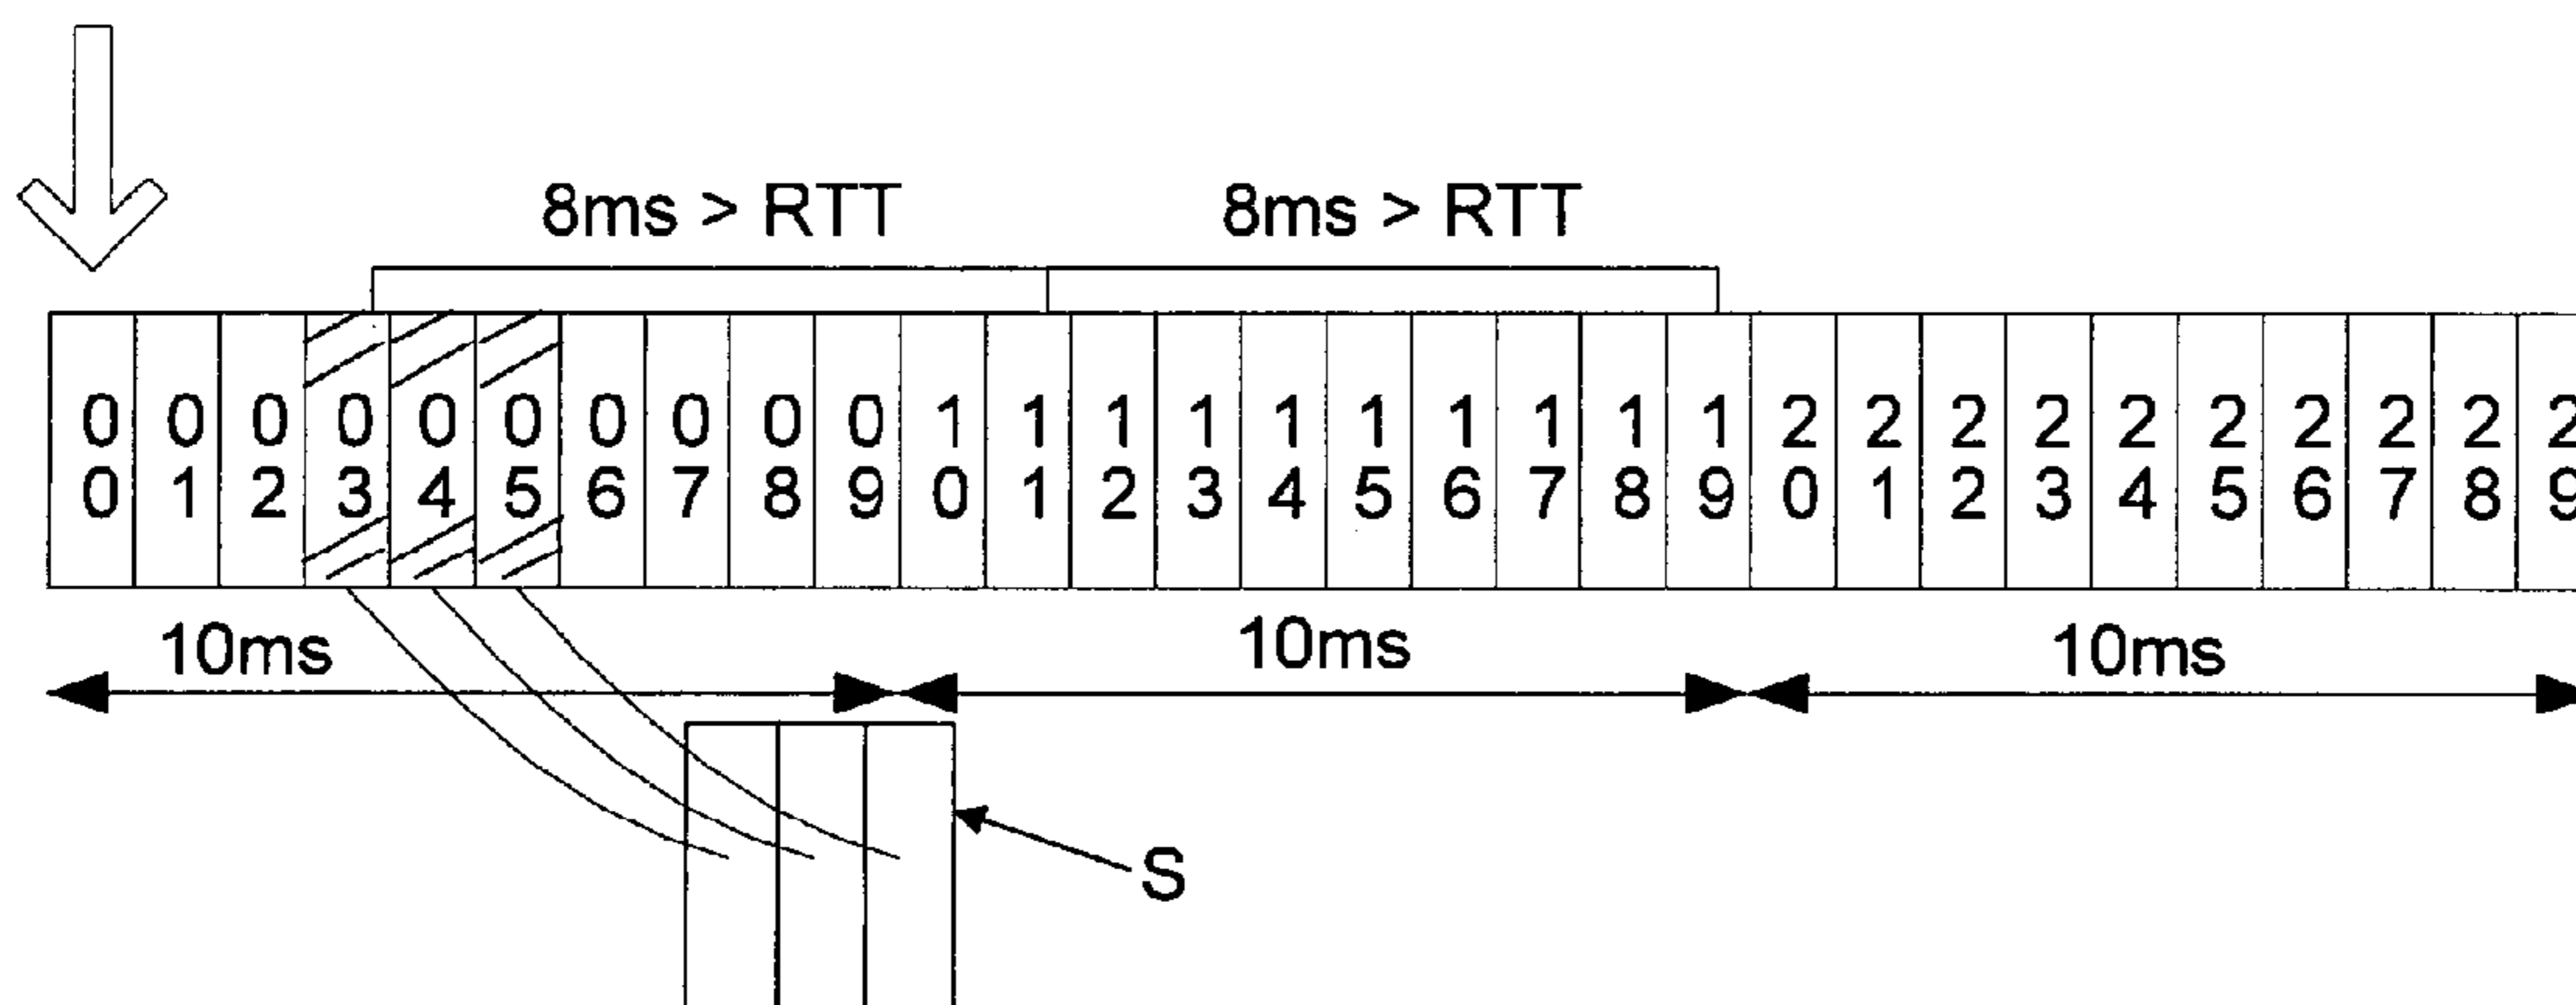 8ms > RTT 8ms > RTT
0 0 0 0 0 0 0 0 0 0 1 1 1 1 1 1 1 1 1 1 2 2 2 2 2 2 2 2 2 2
0 1 2 3 4 5 6 7 8 9 0 1 2 3 4 5 6 7 8 9 0 1 2 3 4 5 6 7 8 9
10ms 10ms 10ms
S